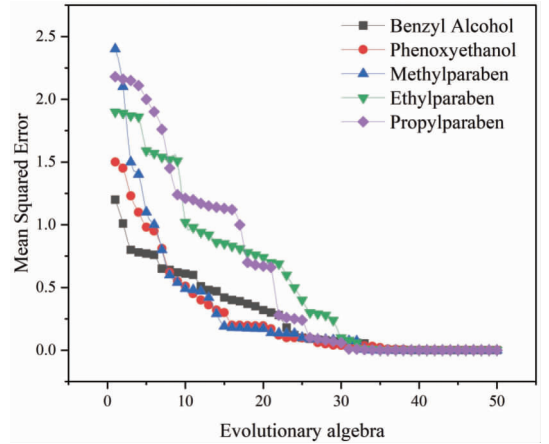 Benzyl Alcohol
Phenoxyethanol
Methylparaben
Ethylparaben
Propylparaben
Mean Squared Error
2.5
2.0
1.5
1.0
0.5
0.0
0 10 20 30 40 50
Evolutionary algebra